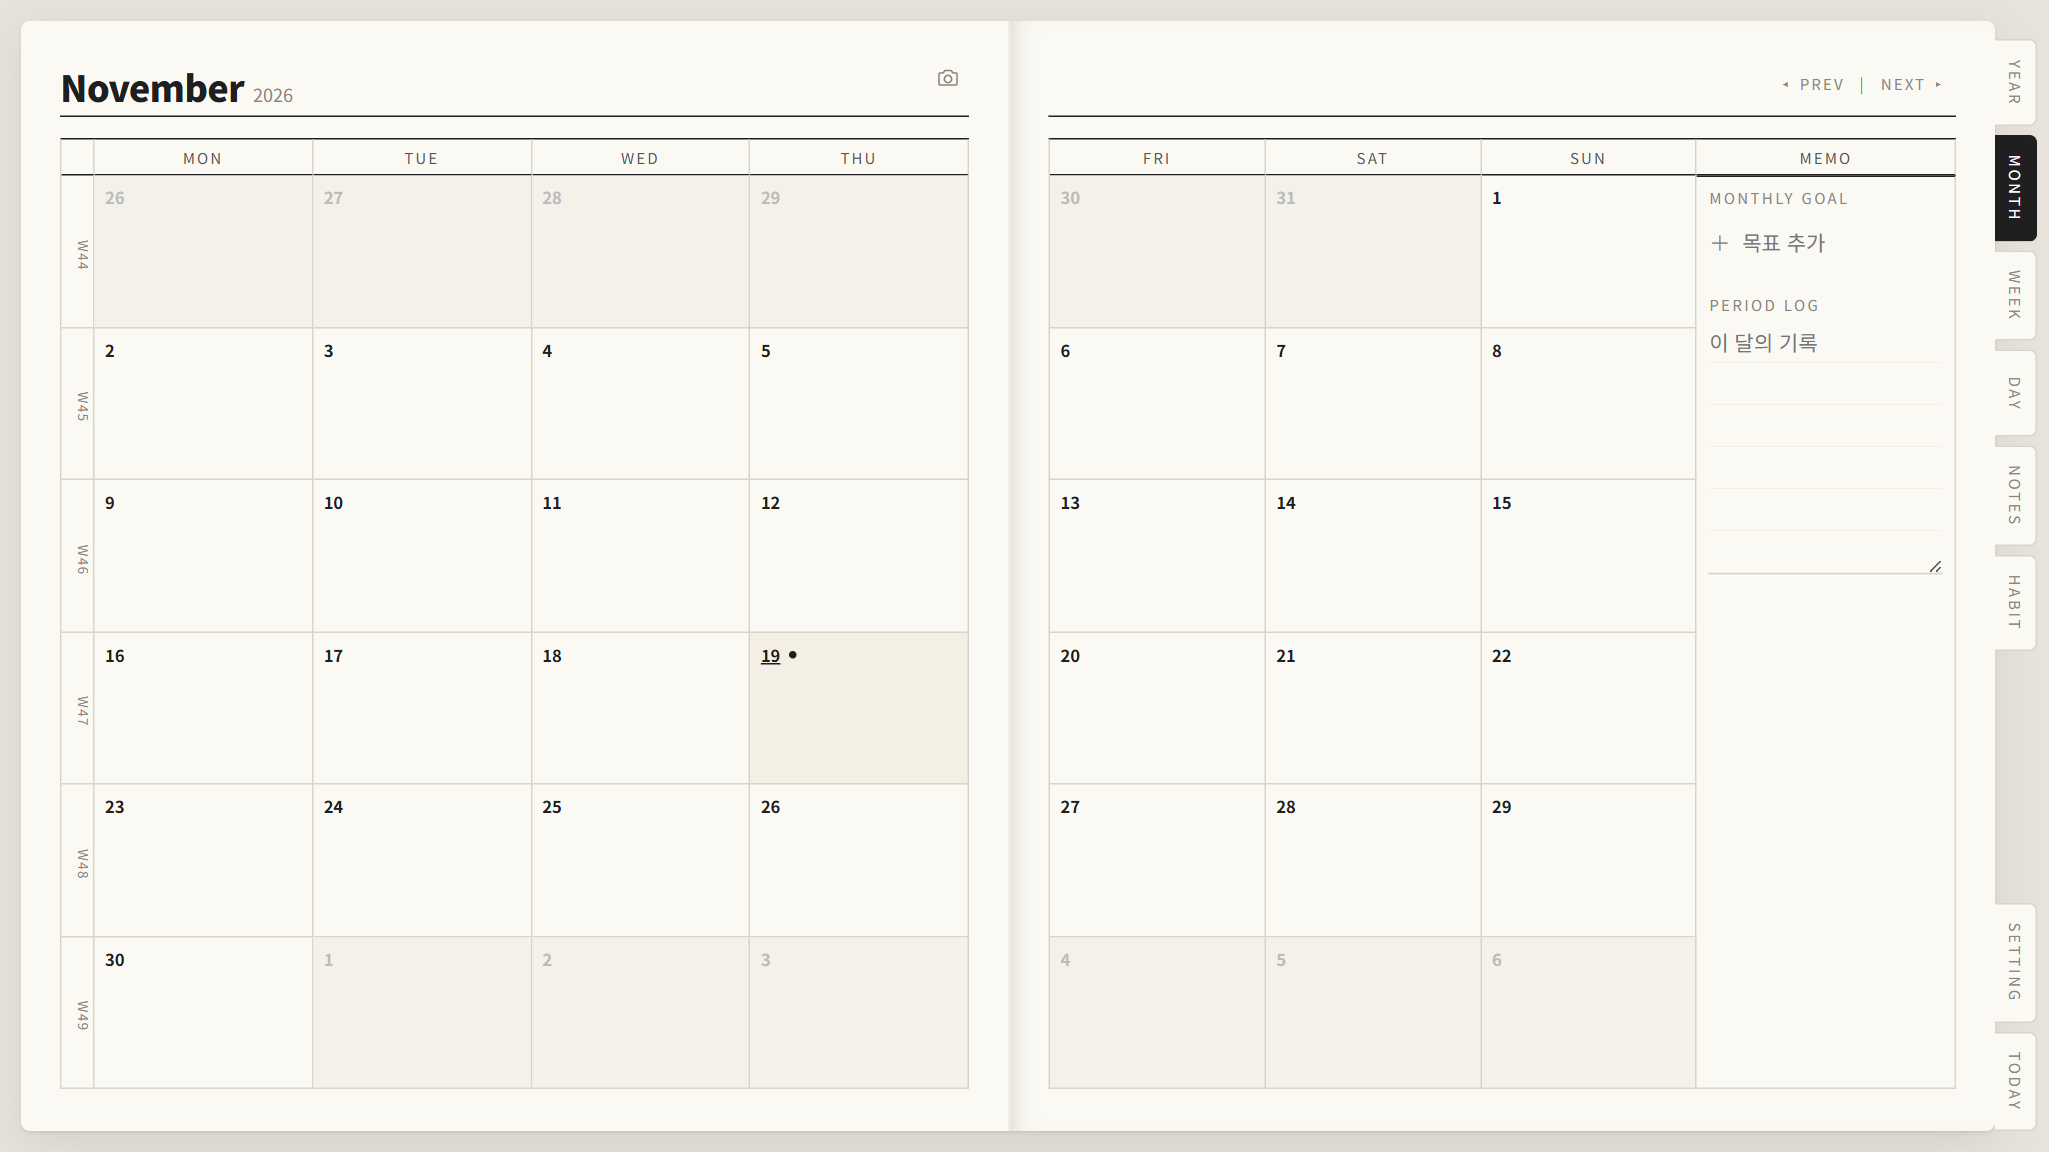 November 2026
◂ PREV | NEXT ▸
MON TUE WED THU FRI SAT SUN MEMO
W44 26 27 28 29 30 31 1
W45 2 3 4 5 6 7 8
W46 9 10 11 12 13 14 15
W47 16 17 18 19 20 21 22
W48 23 24 25 26 27 28 29
W49 30 1 2 3 4 5 6
MONTHLY GOAL
+ 목표 추가
PERIOD LOG
이 달의 기록
YEAR
MONTH
WEEK
DAY
NOTES
HABIT
SETTING
TODAY